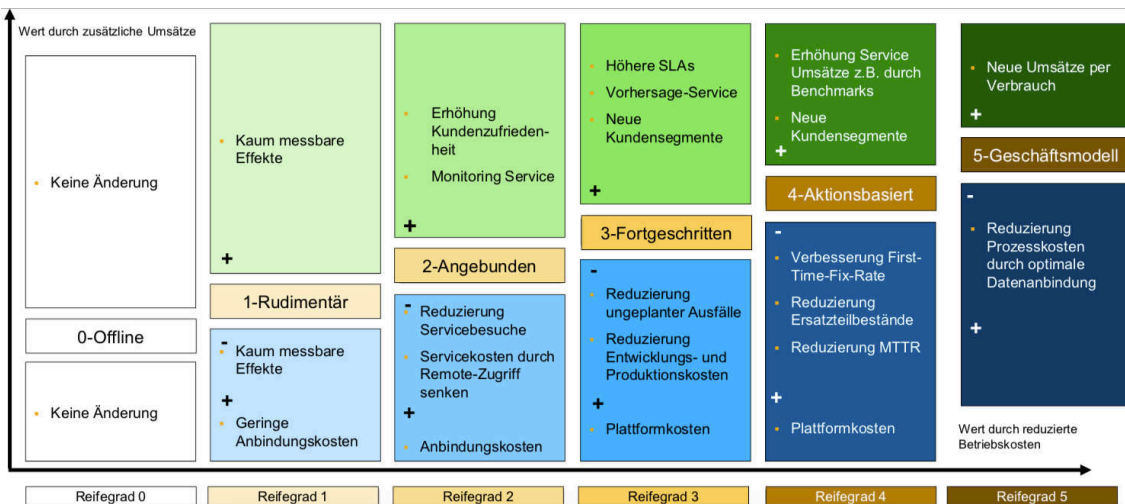 Wert durch zusätzliche Umsätze
Keine Änderung
0-Offline
Keine Änderung
Kaum messbare
Effekte
+
1-Rudimentär
-
Kaum messbare
Effekte
+
Geringe
Anbindungskosten
Erhöhung
Kundenzufrieden-
heit
Monitoring Service
+
2-Angebunden
-
Reduzierung
Servicebesuche
Servicekosten durch
Remote-Zugriff
senken
+
Anbindungskosten
Höhere SLAs
Vorhersage-Service
Neue
Kundensegmente
+
3-Fortgeschritten
-
Reduzierung
ungeplanter Ausfälle
Reduzierung
Entwicklungs- und
Produktionskosten
+
Plattformkosten
Erhöhung Service
Umsätze z.B. durch
Benchmarks
Neue
Kundensegmente
+
4-Aktionsbasiert
-
Verbesserung First-
Time-Fix-Rate
Reduzierung
Ersatzteilbestände
Reduzierung MTTR
+
Plattformkosten
Neue Umsätze per
Verbrauch
+
5-Geschäftsmodell
-
Reduzierung
Prozesskosten
durch optimale
Datenanbindung
+
Wert durch reduzierte
Betriebskosten
Reifegrad 0
Reifegrad 1
Reifegrad 2
Reifegrad 3
Reifegrad 4
Reifegrad 5